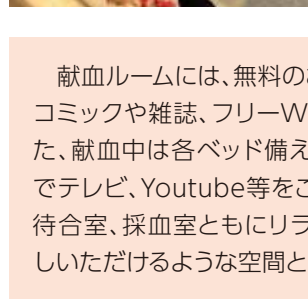 献血ルームには、無料の
コミックや雑誌、フリーW
た、献血中は各ベッド備え
でテレビ、Youtube等を
待合室、採血室ともにリラ
しいただけるような空間と